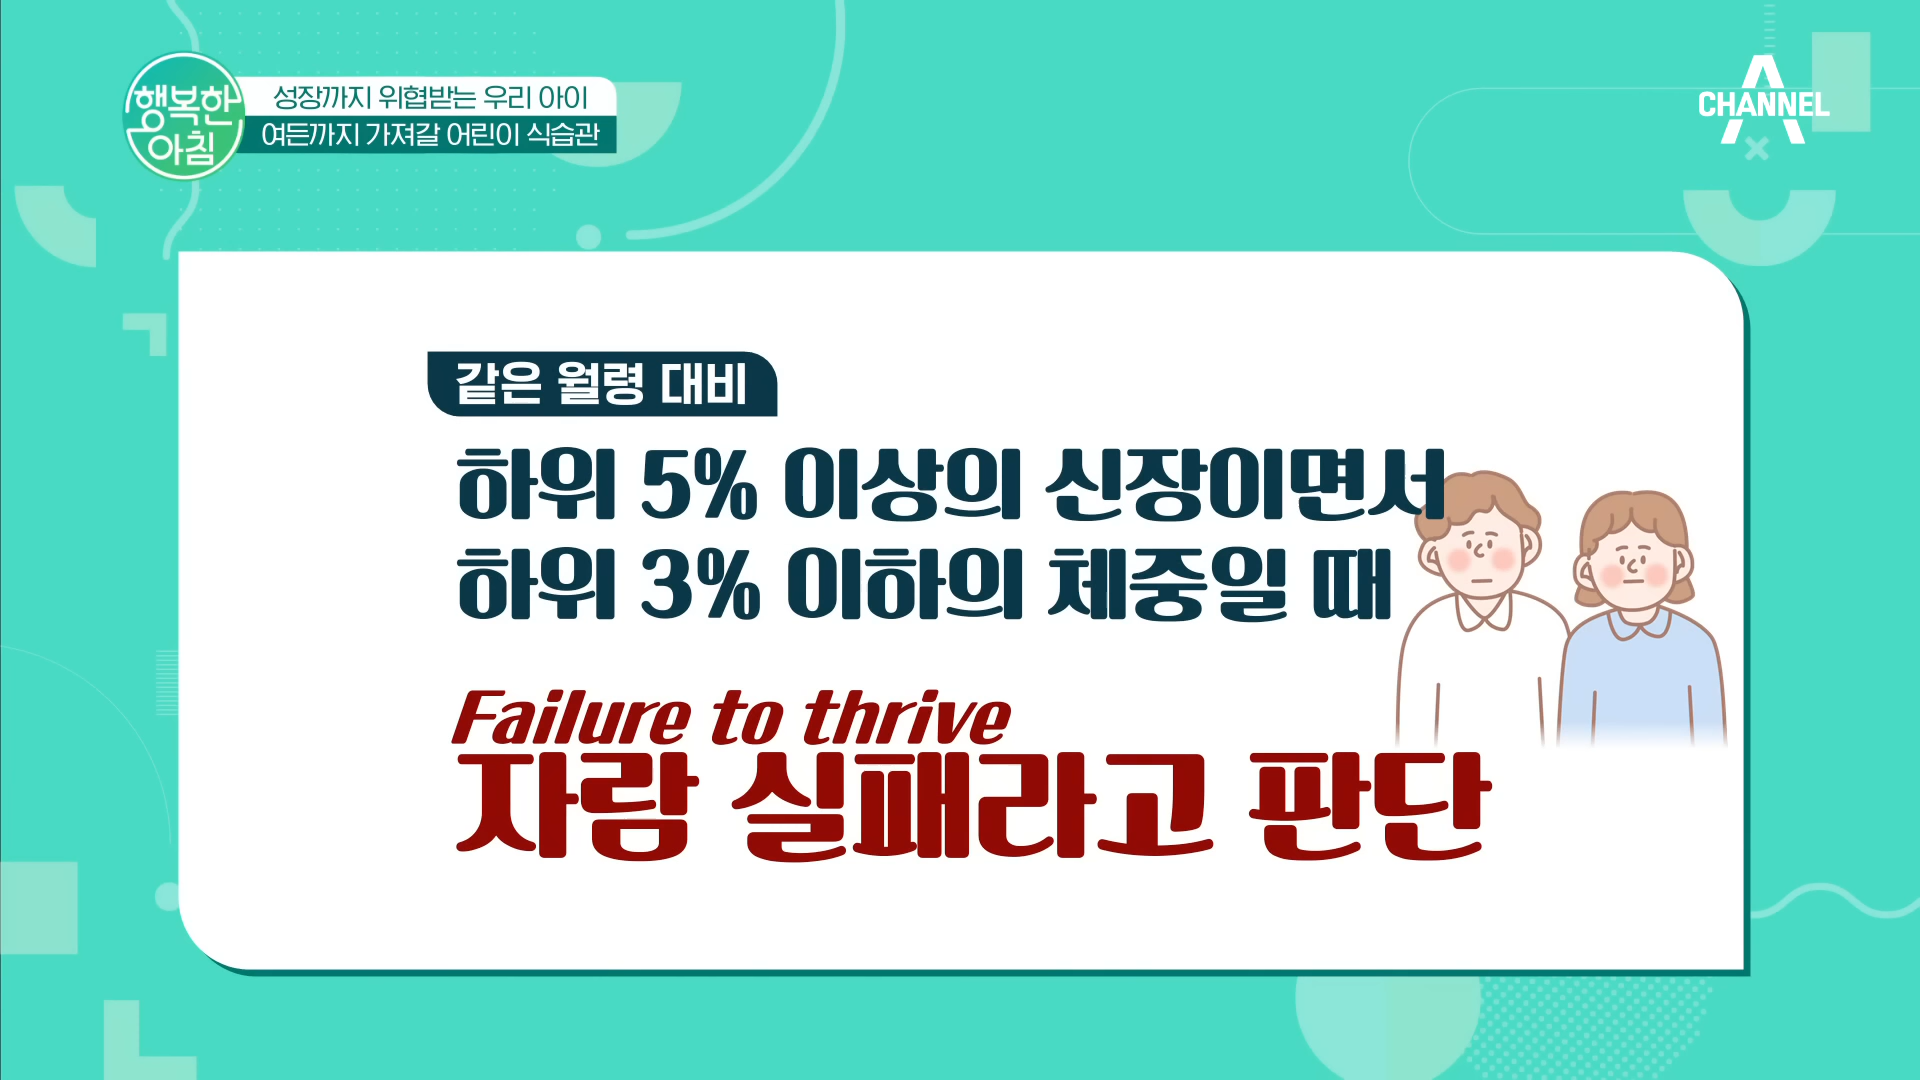 행복한
아침
성장까지 위협받는 우리 아이
여든까지 가져갈 어린이 식습관
CHANNEL A
같은 월령 대비
하위 5% 이상의 신장이면서
하위 3% 이하의 체중일 때
Failure to thrive
자람 실패라고 판단